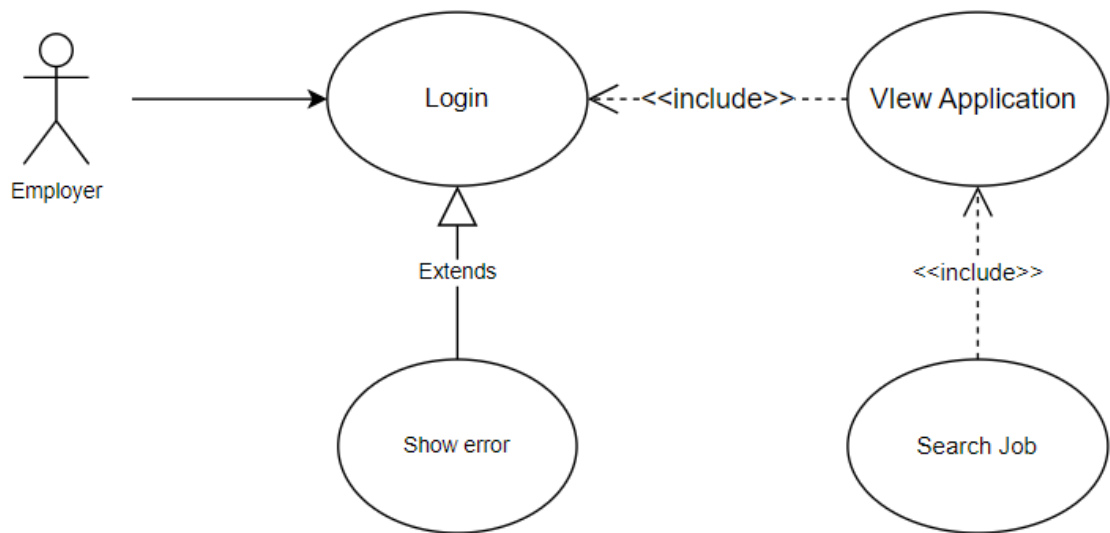 Login
<<include>>
VIew Application
Employer
Extends
<<include>>
Show error
Search Job